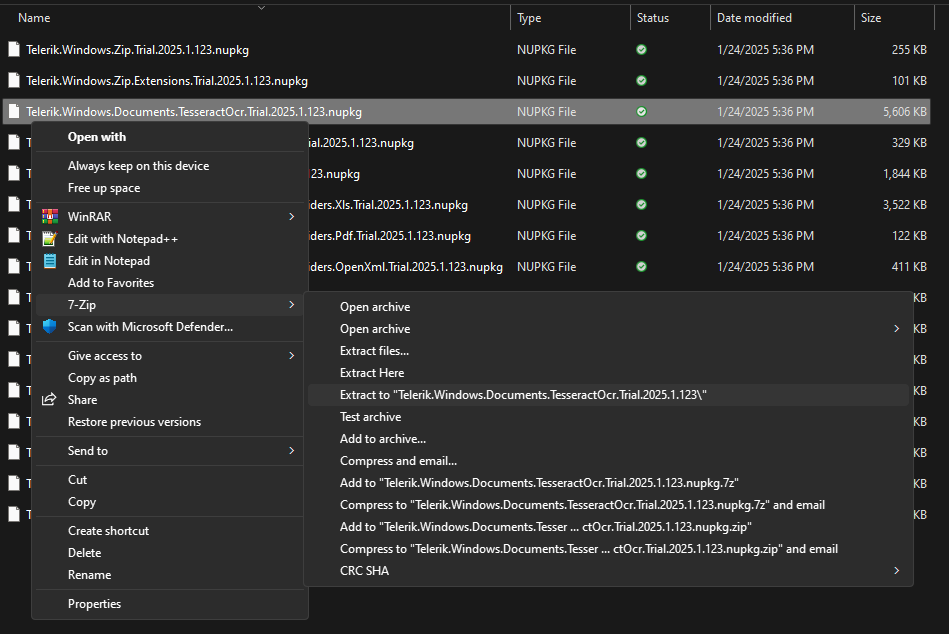 Name Type Status Date modified Size
Telerik.Windows.Zip.Trial.2025.1.123.nupkg NUPKG File 1/24/2025 5:36 PM 255 KB
Telerik.Windows.Zip.Extensions.Trial.2025.1.123.nupkg NUPKG File 1/24/2025 5:36 PM 101 KB
Telerik.Windows.Documents.TesseractOcr.Trial.2025.1.123.nupkg NUPKG File 1/24/2025 5:36 PM 5,606 KB
ial.2025.1.123.nupkg NUPKG File 1/24/2025 5:36 PM 329 KB
23.nupkg NUPKG File 1/24/2025 5:36 PM 1,844 KB
ders.Xls.Trial.2025.1.123.nupkg NUPKG File 1/24/2025 5:36 PM 3,522 KB
ders.Pdf.Trial.2025.1.123.nupkg NUPKG File 1/24/2025 5:36 PM 122 KB
ders.OpenXml.Trial.2025.1.123.nupkg NUPKG File 1/24/2025 5:36 PM 411 KB
KB
KB
KB
KB
KB
KB
KB
KB
Open with
Always keep on this device
Free up space
WinRAR
Edit with Notepad++
Edit in Notepad
Add to Favorites
7-Zip
Scan with Microsoft Defender...
Give access to
Copy as path
Share
Restore previous versions
Send to
Cut
Copy
Create shortcut
Delete
Rename
Properties
Open archive
Open archive
Extract files...
Extract Here
Extract to "Telerik.Windows.Documents.TesseractOcr.Trial.2025.1.123\"
Test archive
Add to archive...
Compress and email...
Add to "Telerik.Windows.Documents.TesseractOcr.Trial.2025.1.123.nupkg.7z"
Compress to "Telerik.Windows.Documents.TesseractOcr.Trial.2025.1.123.nupkg.7z" and email
Add to "Telerik.Windows.Documents.Tesser ... ctOcr.Trial.2025.1.123.nupkg.zip"
Compress to "Telerik.Windows.Documents.Tesser ... ctOcr.Trial.2025.1.123.nupkg.zip" and email
CRC SHA